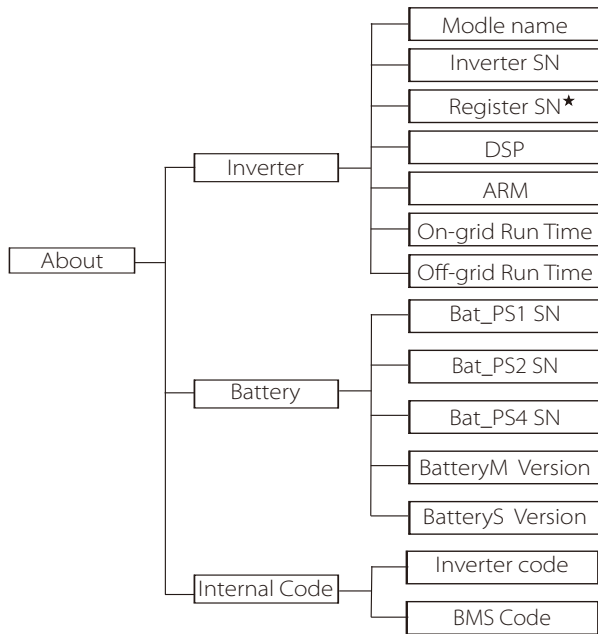 About
Inverter
Modle name
Inverter SN
Register SN★
DSP
ARM
On-grid Run Time
Off-grid Run Time
Battery
Bat_PS1 SN
Bat_PS2 SN
Bat_PS4 SN
BatteryM Version
BatteryS Version
Internal Code
Inverter code
BMS Code